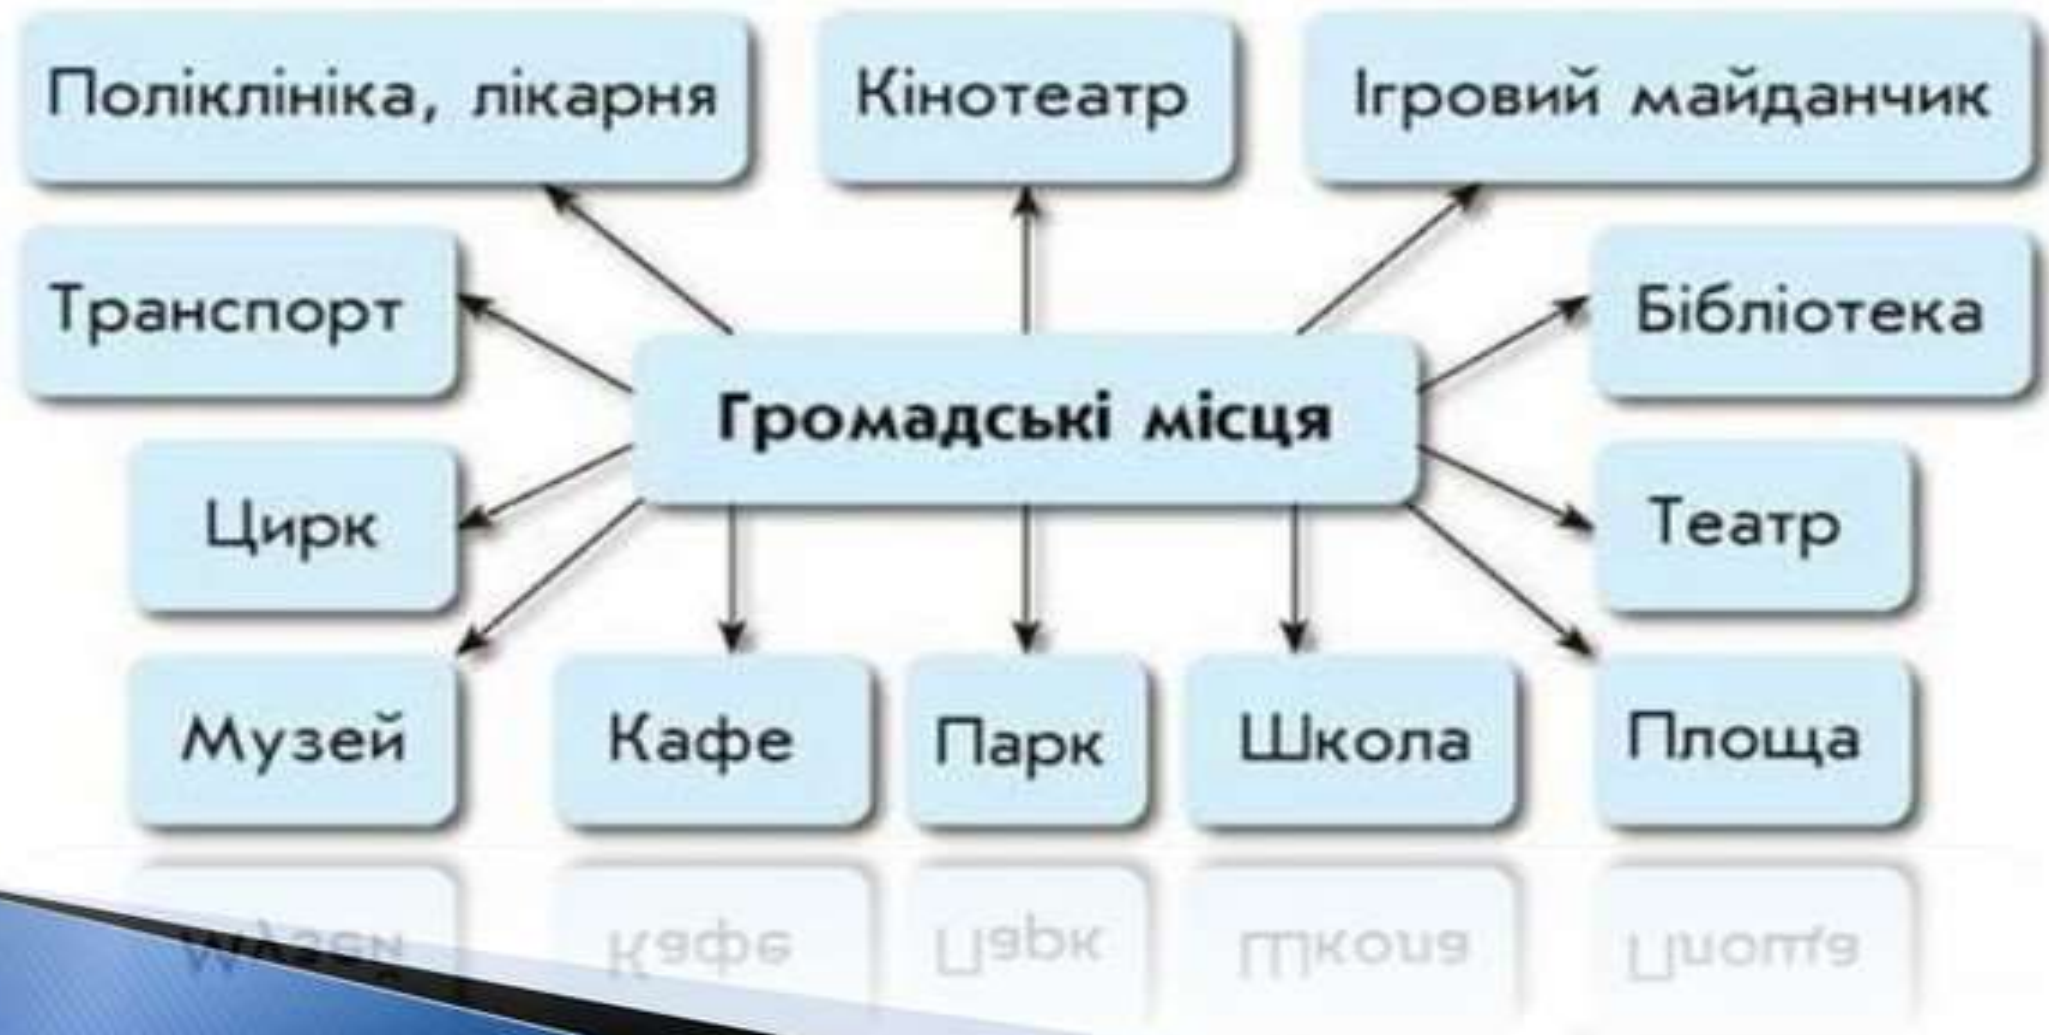 Поліклініка, лікарня
Кінотеатр
Ігровий майданчик
Транспорт
Бібліотека
Громадські місця
Цирк
Театр
Музей
Кафе
Парк
Школа
Площа